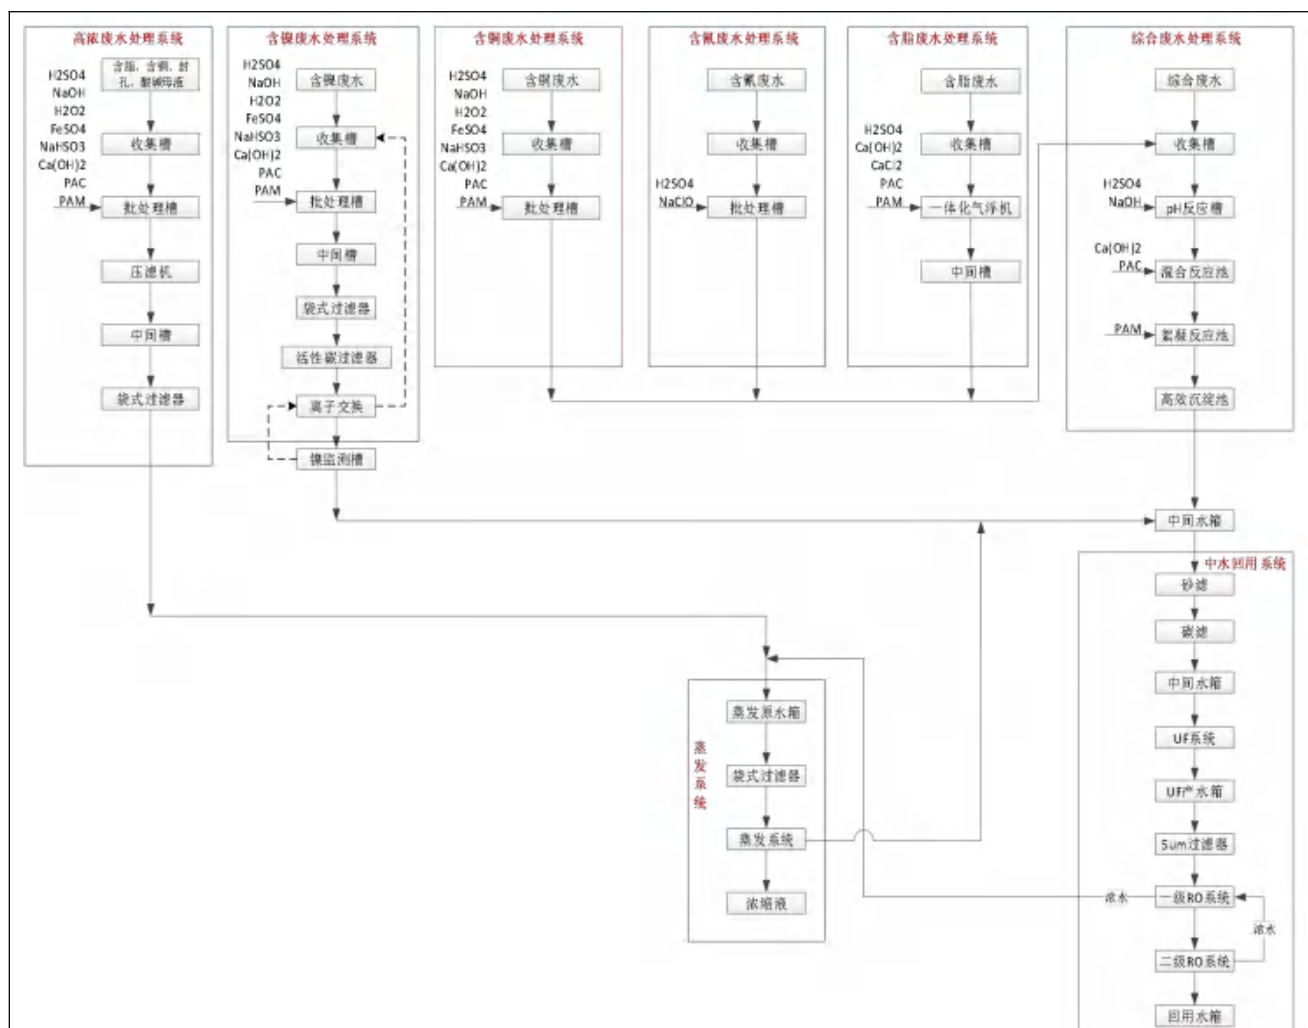 高浓废水处理系统
含脂、含铜、封
孔、酸碱母液
H2SO4
NaOH
H2O2
FeSO4
NaHSO3
Ca(OH)2
PAC
PAM
收集槽
批处理槽
压滤机
中间槽
袋式过滤器
含镍废水处理系统
H2SO4
NaOH
H2O2
FeSO4
NaHSO3
Ca(OH)2
PAC
PAM
含镍废水
收集槽
批处理槽
中间槽
袋式过滤器
活性碳过滤器
离子交换
镍监测槽
含铜废水处理系统
H2SO4
NaOH
H2O2
FeSO4
NaHSO3
Ca(OH)2
PAC
PAM
含铜废水
收集槽
批处理槽
含氰废水处理系统
含氰废水
收集槽
H2SO4
NaClO
批处理槽
含脂废水处理系统
含脂废水
H2SO4
Ca(OH)2
CaCl2
PAC
PAM
收集槽
一体化气浮机
中间槽
综合废水处理系统
综合废水
收集槽
H2SO4
NaOH
pH反应槽
Ca(OH)2
PAC
混合反应池
PAM
絮凝反应池
高效沉淀池
中间水箱
中水回用系统
砂滤
碳滤
中间水箱
UF系统
UF产水箱
5um过滤器
一级RO系统
浓水
浓水
二级RO系统
回用水箱
蒸发系统
蒸发原水箱
袋式过滤器
蒸发系统
浓缩液